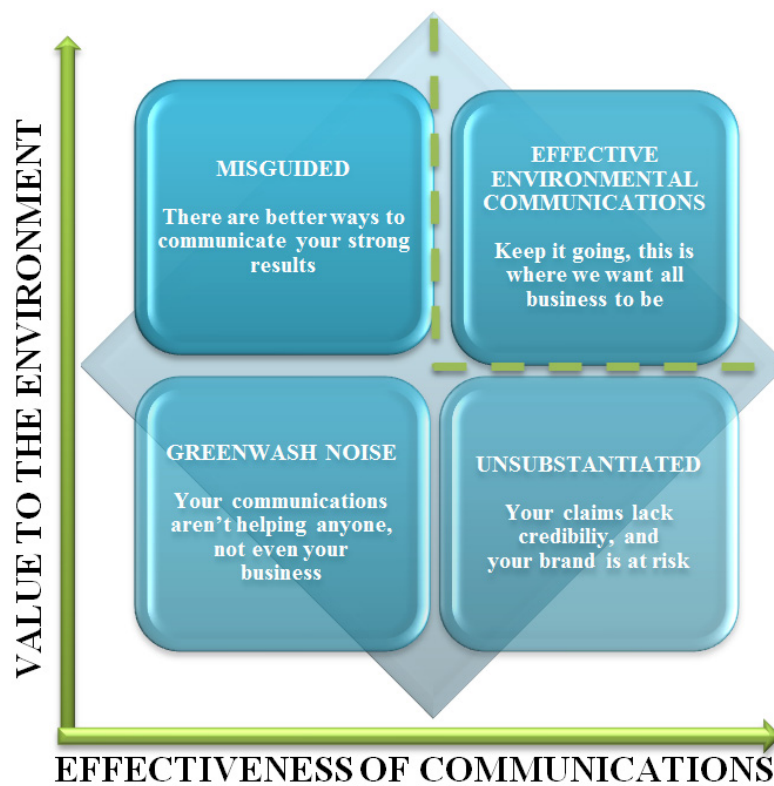 VALUE TO THE ENVIRONMENT
MISGUIDED
There are better ways to
communicate your strong
results
EFFECTIVE
ENVIRONMENTAL
COMMUNICATIONS
Keep it going, this is
where we want all
business to be
GREENWASH NOISE
Your communications
aren't helping anyone,
not even your
business
UNSUBSTANTIATED
Your claims lack
credibiliy, and
your brand is at risk
EFFECTIVENESS OF COMMUNICATIONS